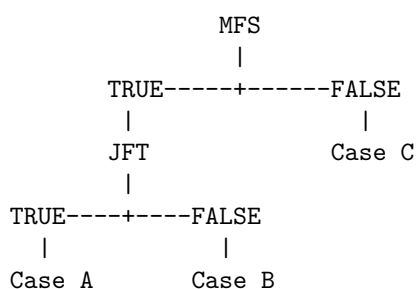 MFS
|
TRUE-----+------FALSE
| |
JFT Case C
|
TRUE----+----FALSE
| |
Case A Case B